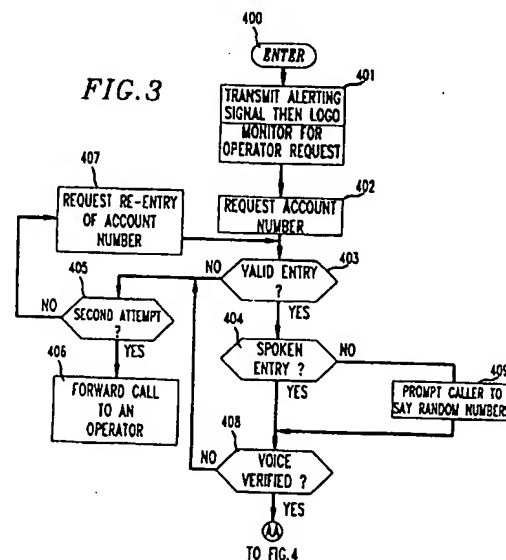 FIG.3
400
ENTER
401
TRANSMIT ALERTING
SIGNAL THEN LOGO
MONITOR FOR
OPERATOR REQUEST
402
REQUEST ACCOUNT
NUMBER
407
REQUEST RE-ENTRY
OF ACCOUNT
NUMBER
403
VALID ENTRY
?
NO
YES
405
SECOND ATTEMPT
?
NO
YES
406
FORWARD CALL
TO AN
OPERATOR
404
SPOKEN
ENTRY ?
NO
YES
409
PROMPT CALLER TO
SAY RANDOM NUMBERS
408
VOICE
VERIFIED ?
NO
YES
AA
TO FIG.4